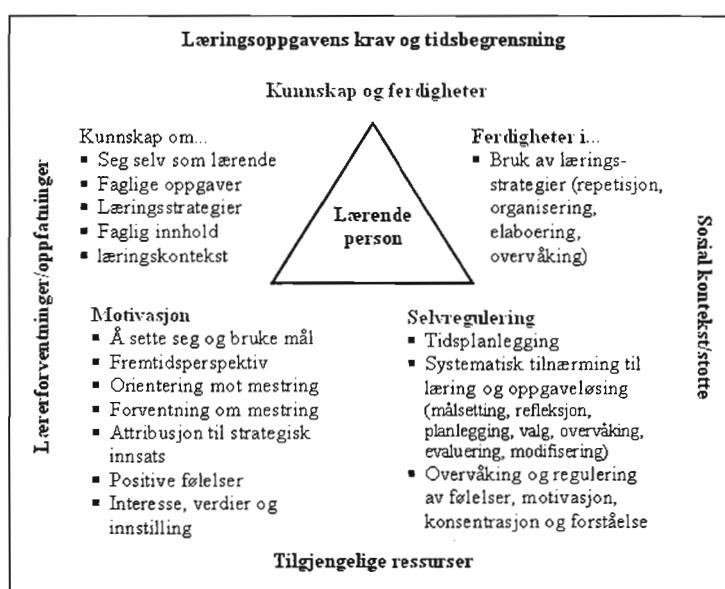 Læringsoppgavens krav og tidsbegrensning
Kunnskap og ferdigheter
Kunnskap om...
▪ Seg selv som lærende
▪ Faglige oppgaver
▪ Læringsstrategier
▪ Faglig innhold
▪ læringskontekst
Ferdigheter i...
▪ Bruk av lærings-
strategier (repetisjon,
organisering,
elaboering,
overvåking)
Lærende
person
Lærerforventninger/oppfatninger
Sosial kontekst/støtte
Motivasjon
▪ Å sette seg og bruke mål
▪ Fremtidsperspektiv
▪ Orientering mot mestring
▪ Forventning om mestring
▪ Attribusjon til strategisk
innsats
▪ Positive følelser
▪ Interesse, verdier og
innstilling
Selvregulering
▪ Tidsplanlegging
▪ Systematisk tilnærming til
læring og oppgaveløsing
(målsetting, refleksjon,
planlegging, valg, overvåking,
evaluering, modifisering)
▪ Overvåking og regulering
av følelser, motivasjon,
konsentrasjon og forståelse
Tilgjengelige ressurser